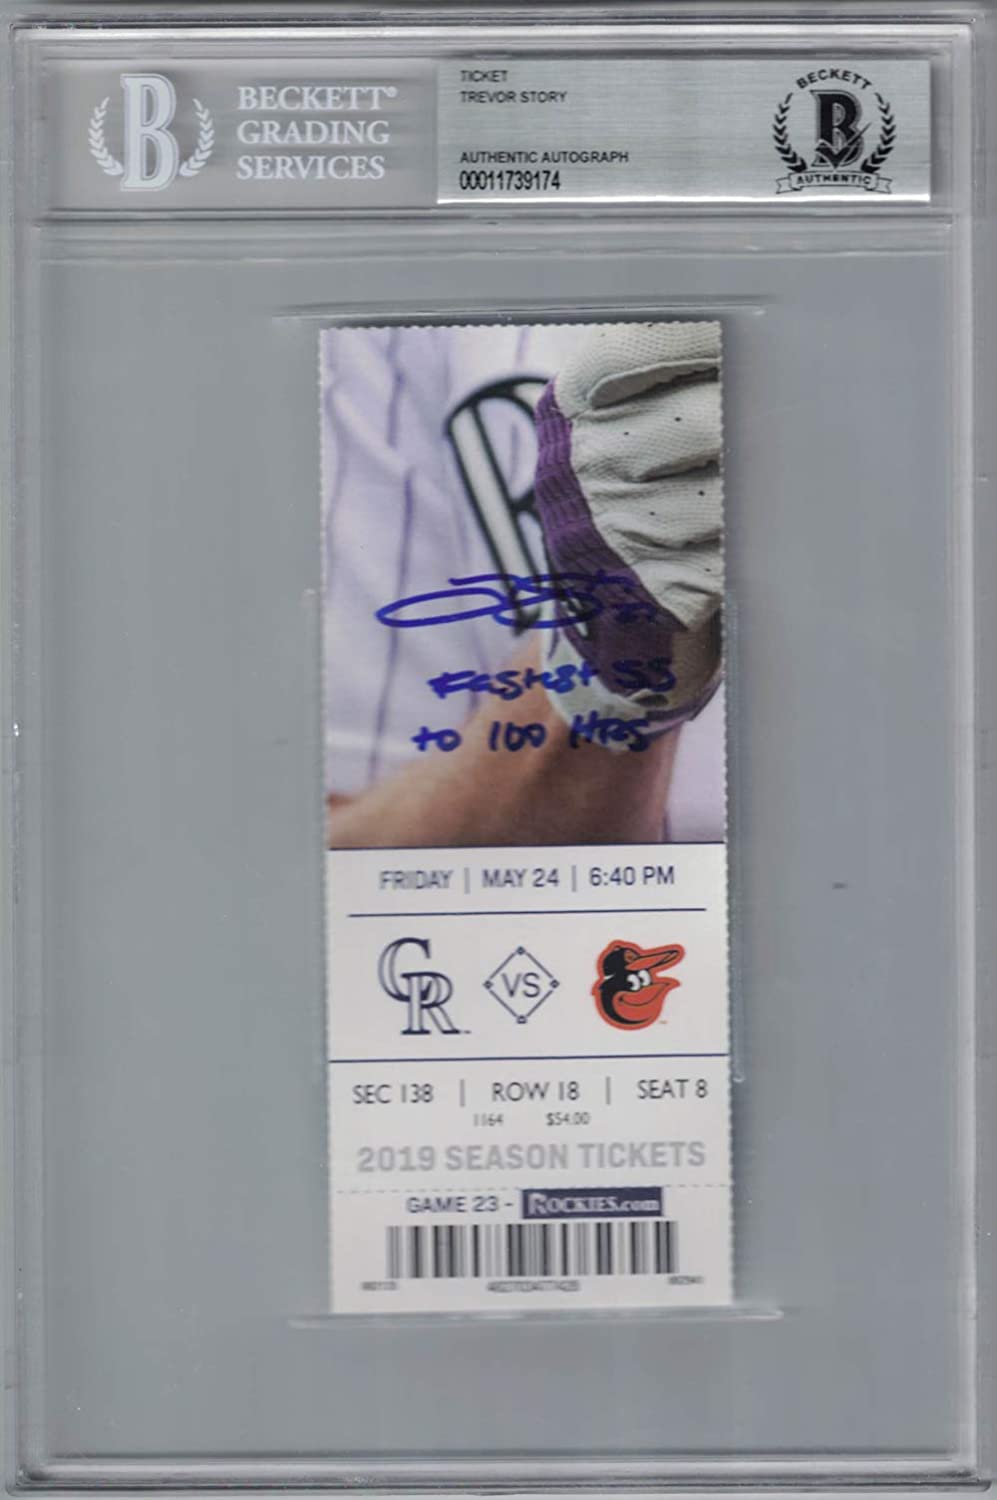 BECKETT®
GRADING
SERVICES
TICKET
TREVOR STORY
AUTHENTIC AUTOGRAPH
00011739174
BECKETT
B
AUTHENTIC
Fastest SS
to 100 HRS
FRIDAY | MAY 24 | 6:40 PM
CR VS
SEC 138 | ROW 18 | SEAT 8
1164 $54.00
2019 SEASON TICKETS
GAME 23 - ROCKIES.com